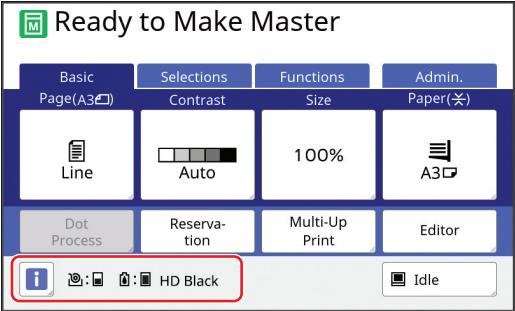 M Ready to Make Master
Basic Selections Functions Admin.
Page(A3) Contrast Size Paper()
Line Auto 100% A3
Dot Process Reserva-tion Multi-Up Print Editor
i : : HD Black Idle